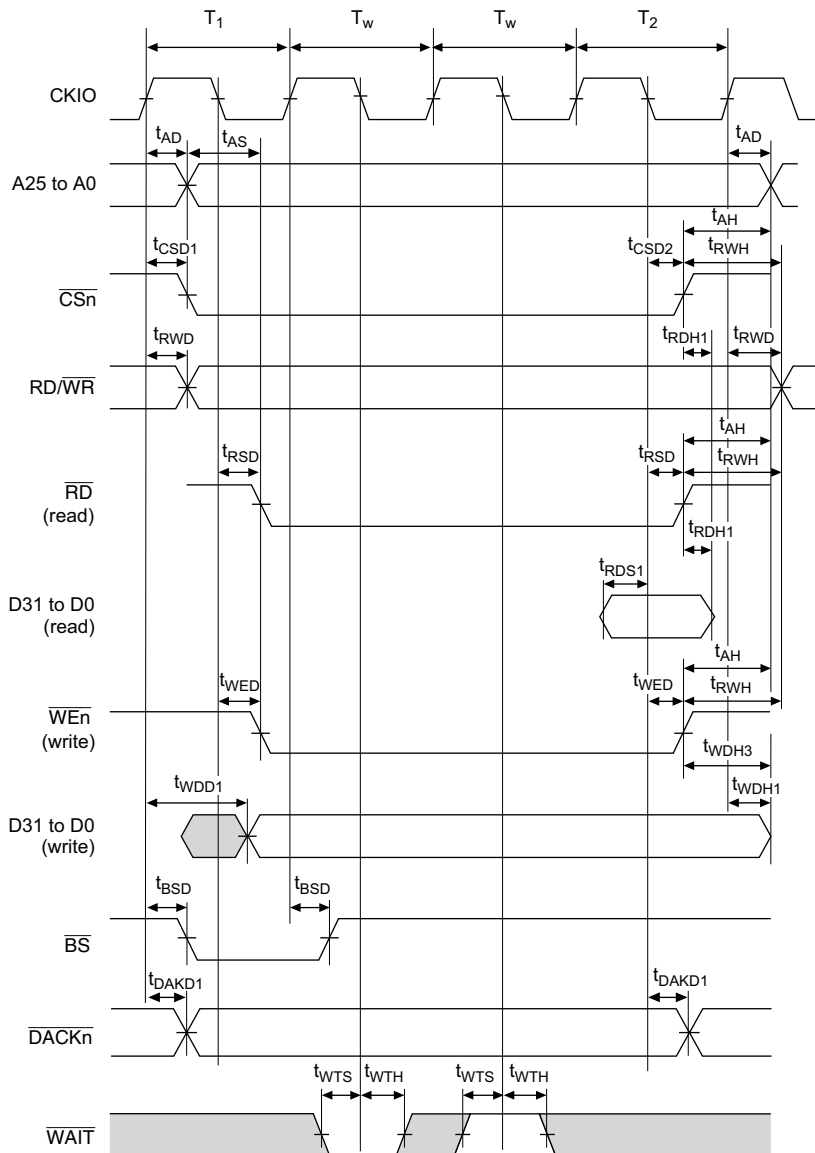 T1 Tw Tw T2
CKIO
tAD tAS tAD
A25 to A0
tAH
tCSD1 tCSD2 tRWH
CSn
tRWD tRDH1 tRWD
RD/WR
tAH
tRSD tRSD tRWH
RD
(read)
tRDH1
tRDS1
D31 to D0
(read)
tAH
tWED tWED tRWH
WEn
(write)
tWDH3
tWDD1 tWDH1
D31 to D0
(write)
tBSD tBSD
BS
tDAKD1 tDAKD1
DACKn
tWTS tWTH tWTS tWTH
WAIT